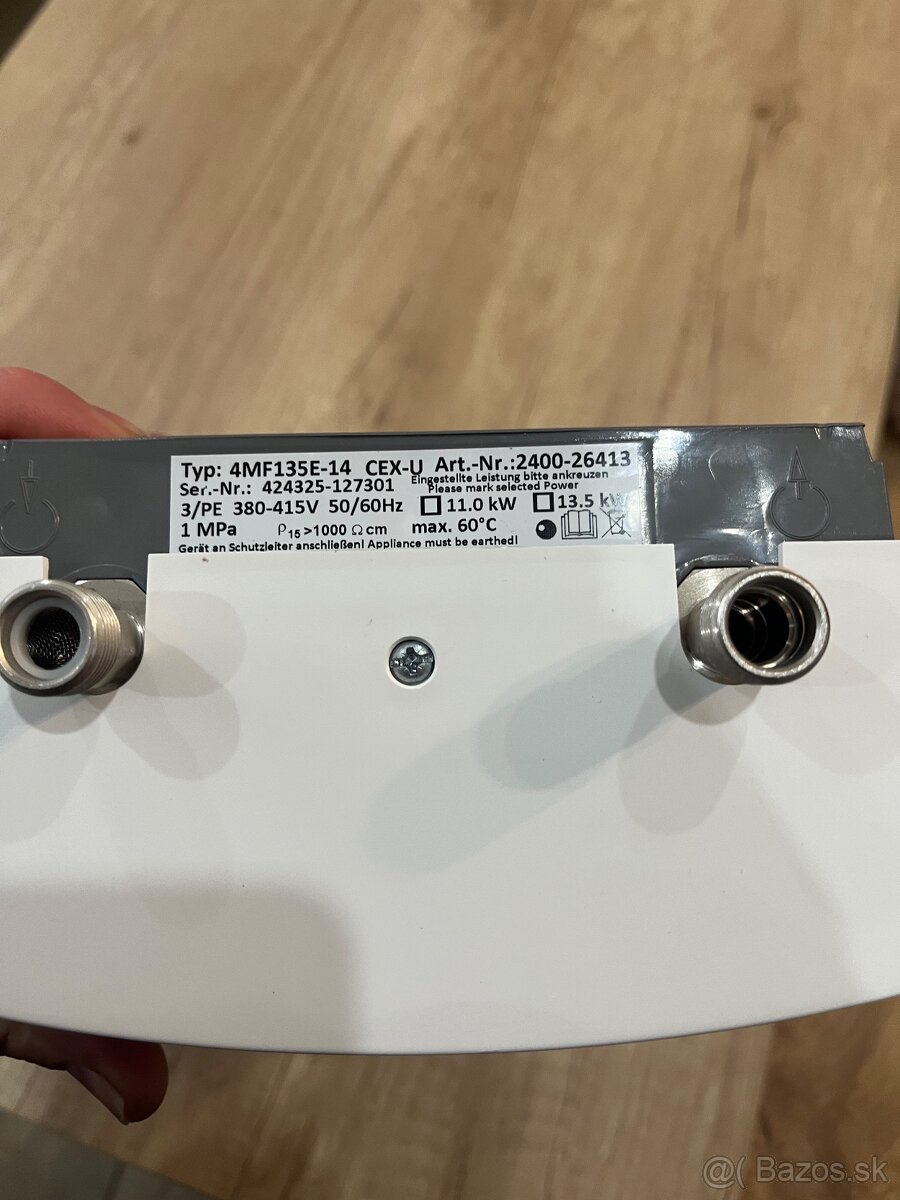 Typ: 4MF135E-14 CEX-U Art.-Nr.:2400-26413
Ser.-Nr.: 424325-127301 Eingestellte Leistung bitte ankreuzen
Please mark selected Power
3/PE 380-415V 50/60Hz 11.0 kW 13.5 kW
1 MPa ρ15 >1000 Ω cm max. 60°C
Gerät an Schutzleiter anschließen! Appliance must be earthed!
@( Bazos.sk